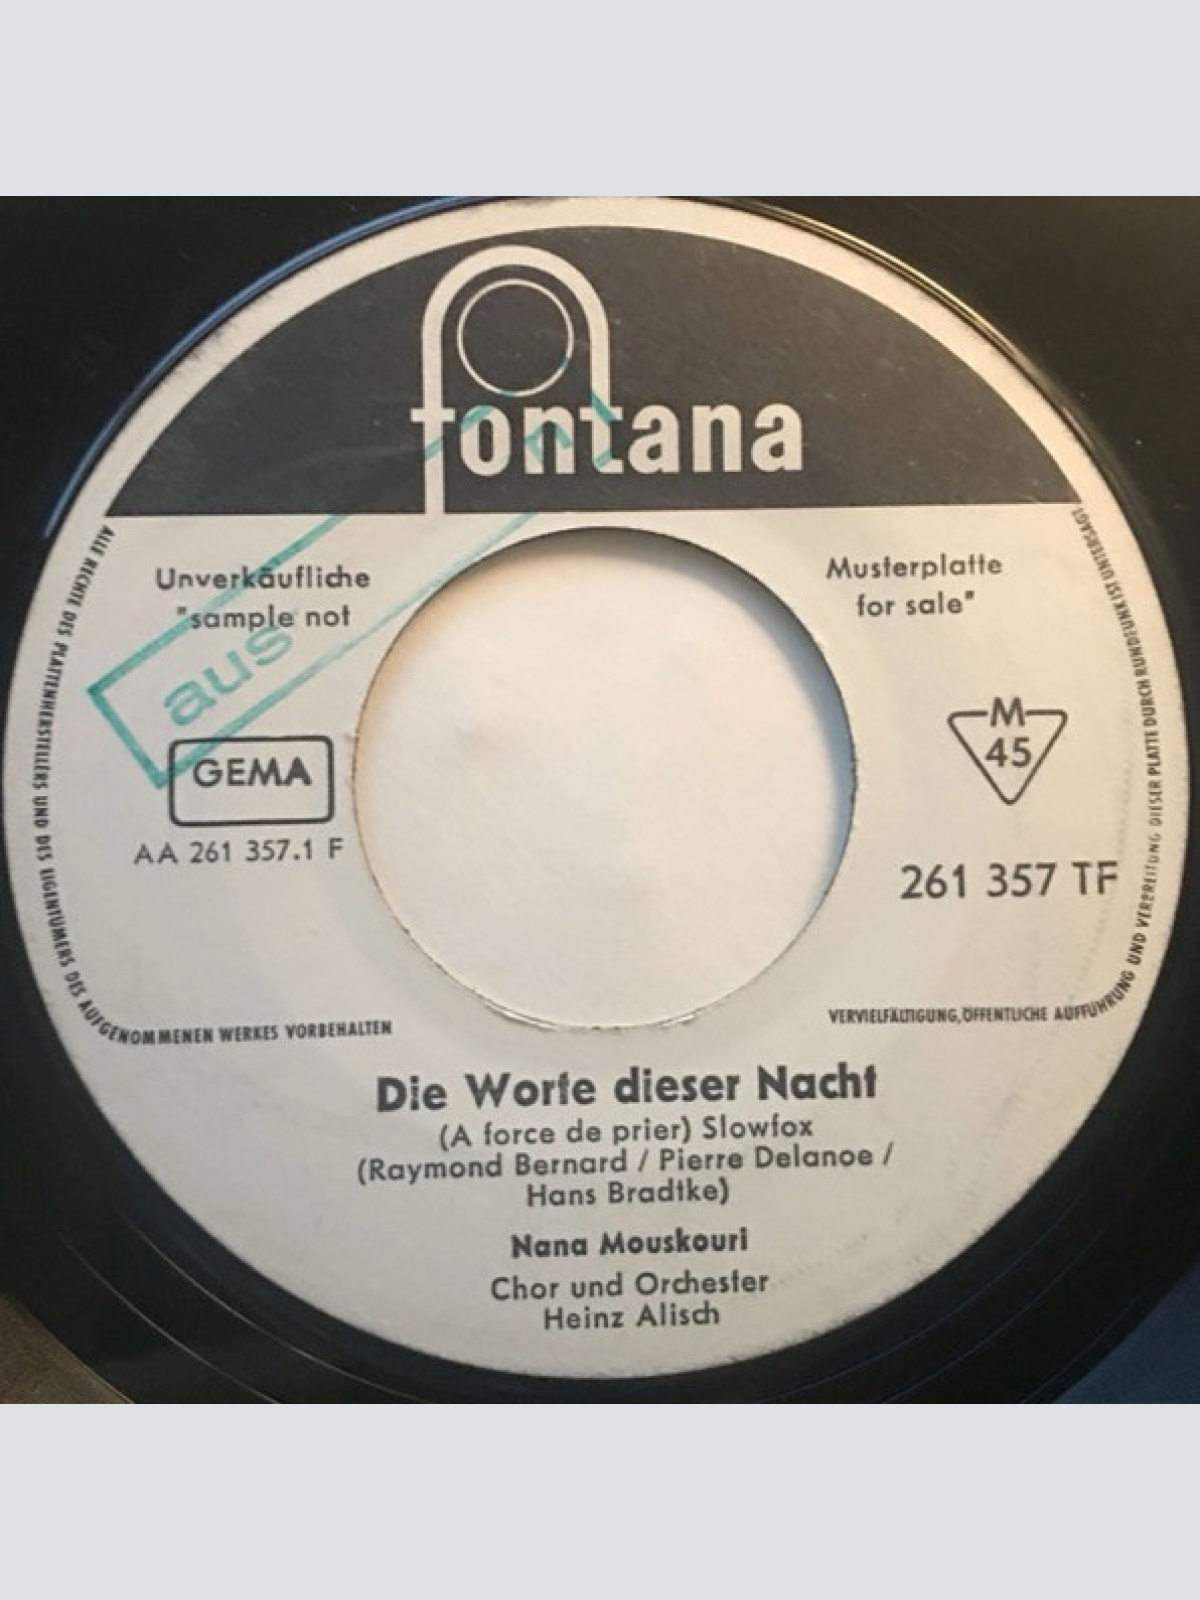 fontana
Unverkäufliche
"sample not
Musterplatte
for sale"
aus
GEMA
AA 261 357.1 F
M
45
261 357 TF
ALLE RECHTE DES PLATTENHERSTELLERS UND DES EIGENTÜMERS DES AUFGENOMMENEN WERKES VORBEHALTEN
VERVIELFÄLTIGUNG, ÖFFENTLICHE AUFFÜHRUNG UND VERBREITUNG DIESER PLATTE DURCH RUNDFUNK IST UNTERSAGT
Die Worte dieser Nacht
(A force de prier) Slowfox
(Raymond Bernard / Pierre Delanoe /
Hans Bradtke)
Nana Mouskouri
Chor und Orchester
Heinz Alisch